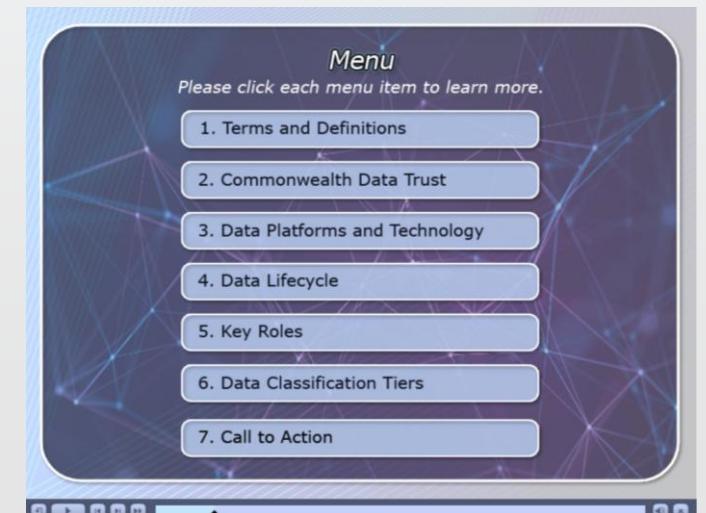 Menu
Please click each menu item to learn more.
1. Terms and Definitions
2. Commonwealth Data Trust
3. Data Platforms and Technology
4. Data Lifecycle
5. Key Roles
6. Data Classification Tiers
7. Call to Action